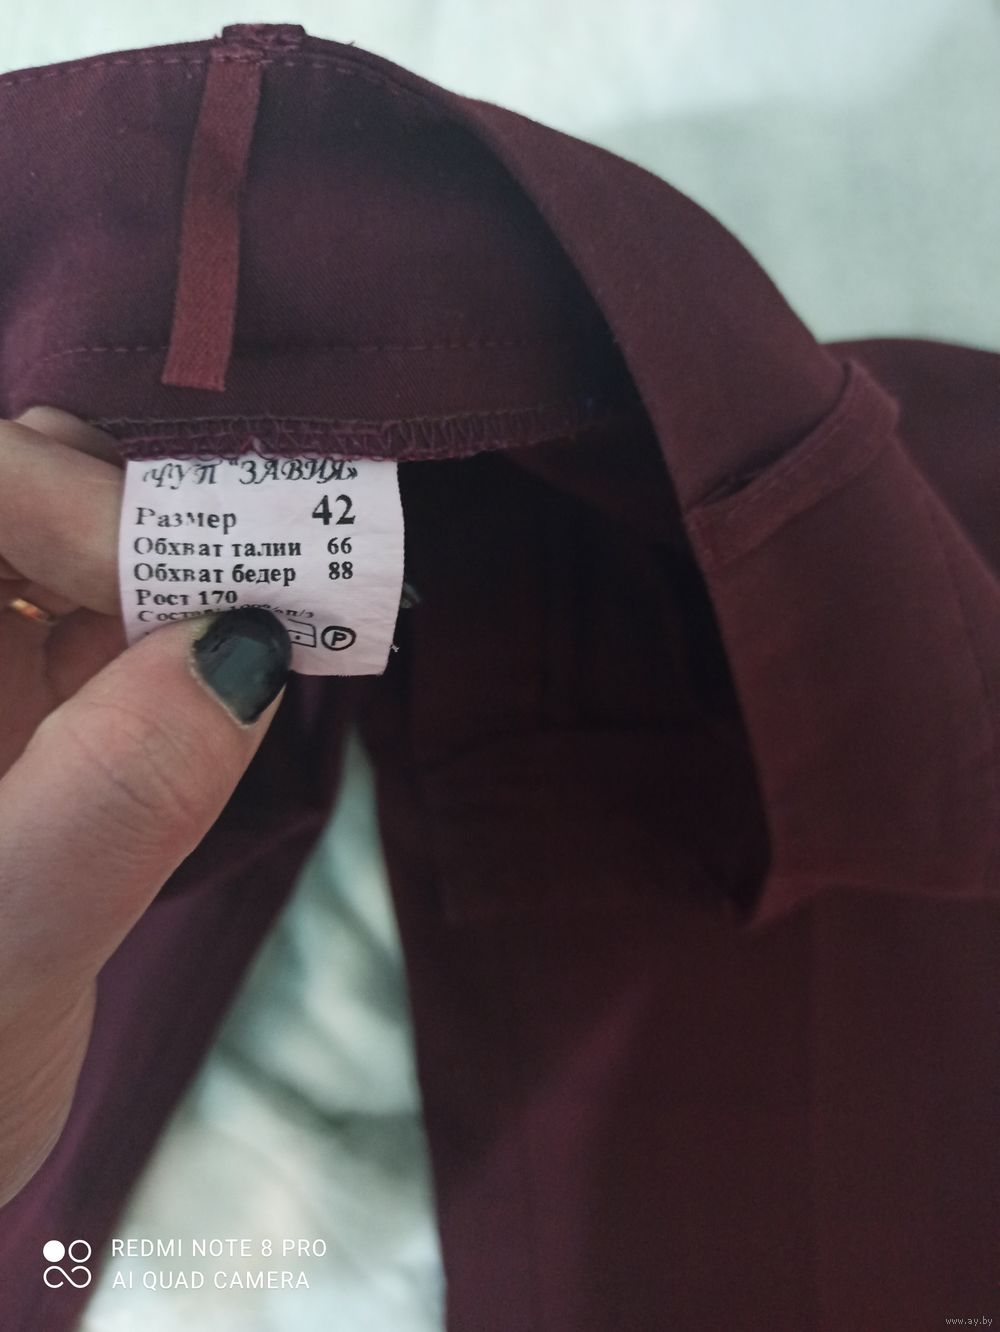 ЧУП "ЗАВИЯ»
Размер 42
Обхват талии 66
Обхват бедер 88
Рост 170
100% п/э
P
REDMI NOTE 8 PRO
AI QUAD CAMERA
www.ay.by